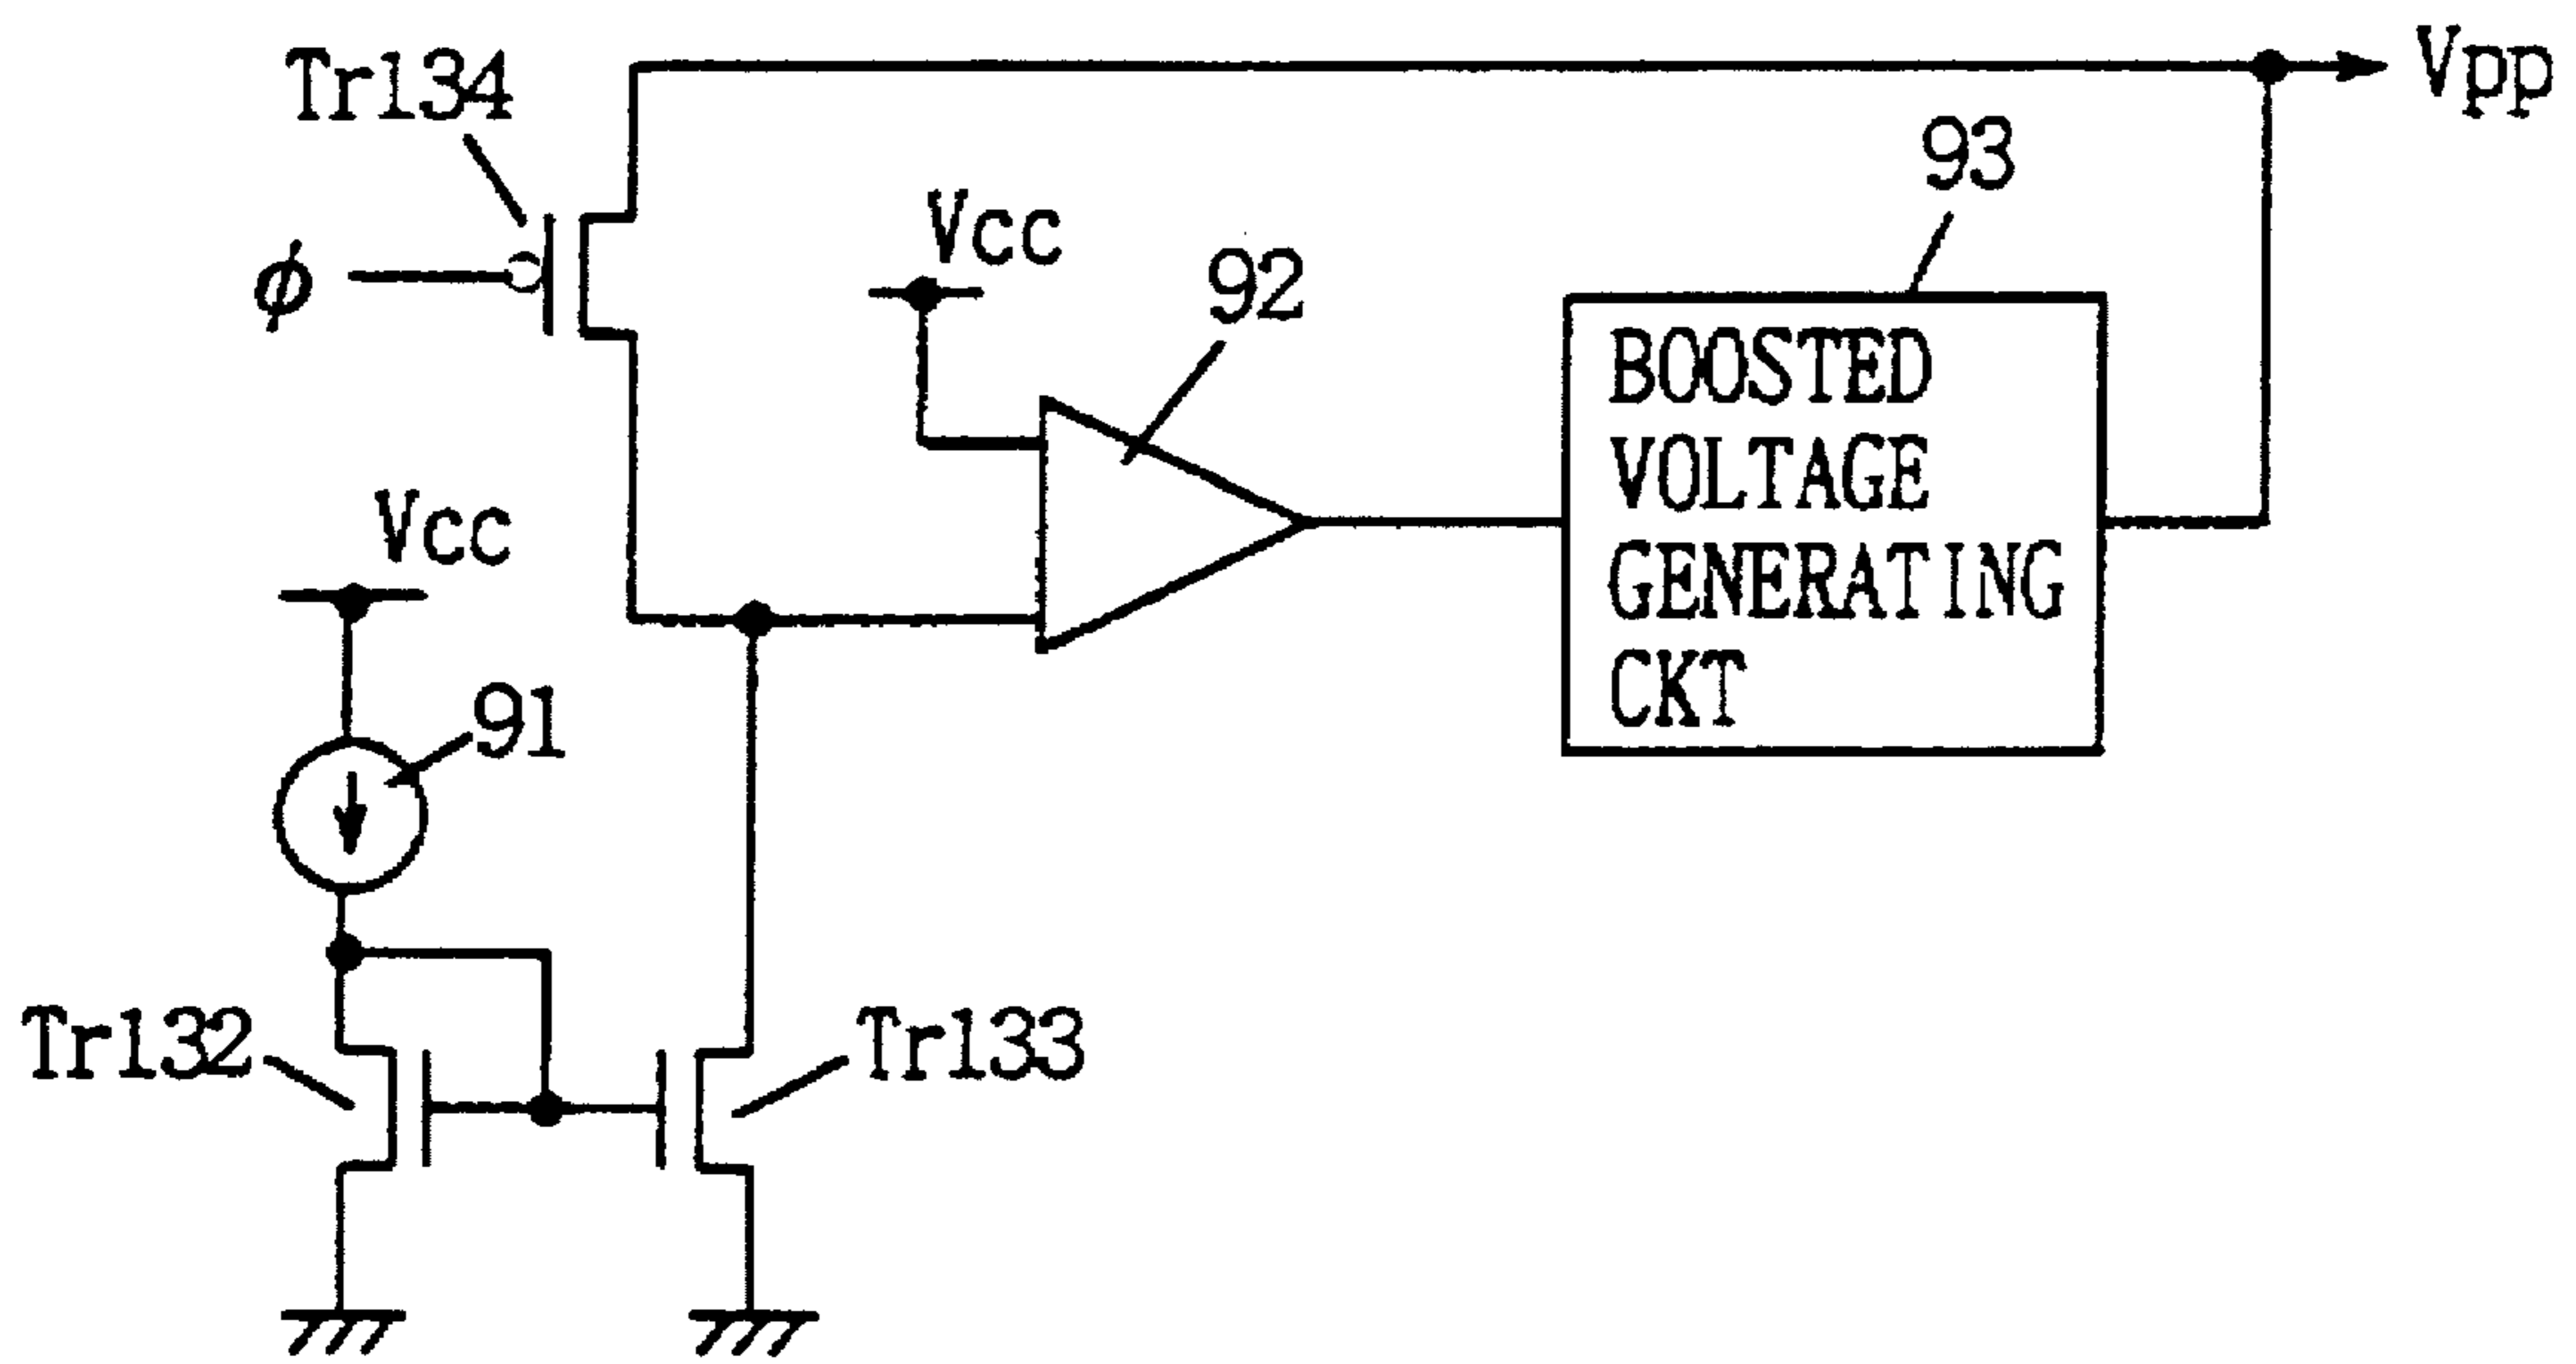 Tr134
Vpp
93
Vcc
92
φ
BOOSTED
VOLTAGE
GENERATING
CKT
Vcc
91
Tr132
Tr133